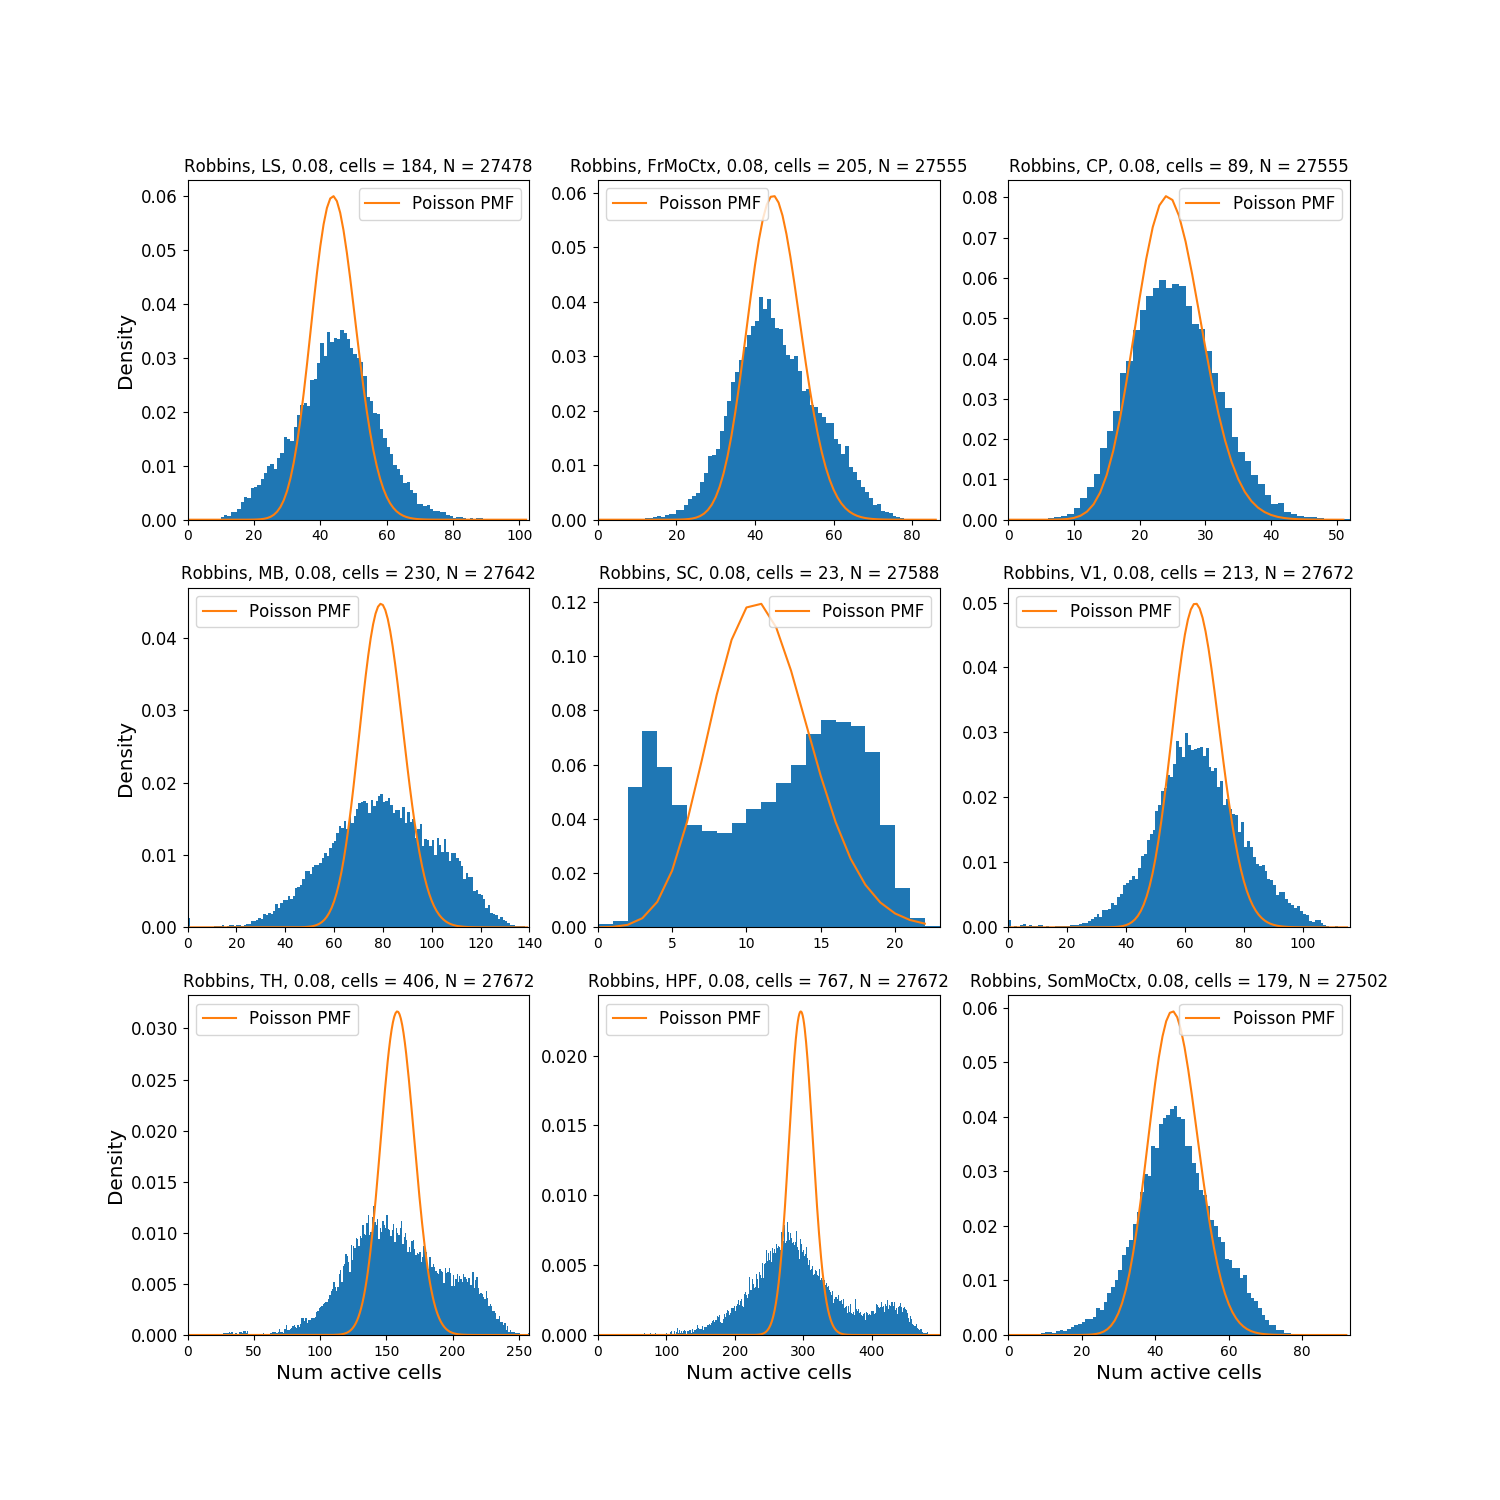 Robbins, LS, 0.08, cells = 184, N = 27478
Robbins, FrMoCtx, 0.08, cells = 205, N = 27555
Robbins, CP, 0.08, cells = 89, N = 27555
Poisson PMF
Poisson PMF
Poisson PMF
Density
0.06
0.05
0.04
0.03
0.02
0.01
0.00
0 20 40 60 80 100
0.06
0.05
0.04
0.03
0.02
0.01
0.00
0 20 40 60 80
0.08
0.07
0.06
0.05
0.04
0.03
0.02
0.01
0.00
0 10 20 30 40 50
Robbins, MB, 0.08, cells = 230, N = 27642
Robbins, SC, 0.08, cells = 23, N = 27588
Robbins, V1, 0.08, cells = 213, N = 27672
Poisson PMF
Poisson PMF
Poisson PMF
Density
0.04
0.03
0.02
0.01
0.00
0 20 40 60 80 100 120 140
0.12
0.10
0.08
0.06
0.04
0.02
0.00
0 5 10 15 20
0.05
0.04
0.03
0.02
0.01
0.00
0 20 40 60 80 100
Robbins, TH, 0.08, cells = 406, N = 27672
Robbins, HPF, 0.08, cells = 767, N = 27672
Robbins, SomMoCtx, 0.08, cells = 179, N = 27502
Poisson PMF
Poisson PMF
Poisson PMF
Density
0.030
0.025
0.020
0.015
0.010
0.005
0.000
0 50 100 150 200 250
Num active cells
0.020
0.015
0.010
0.005
0.000
0 100 200 300 400
Num active cells
0.06
0.05
0.04
0.03
0.02
0.01
0.00
0 20 40 60 80
Num active cells